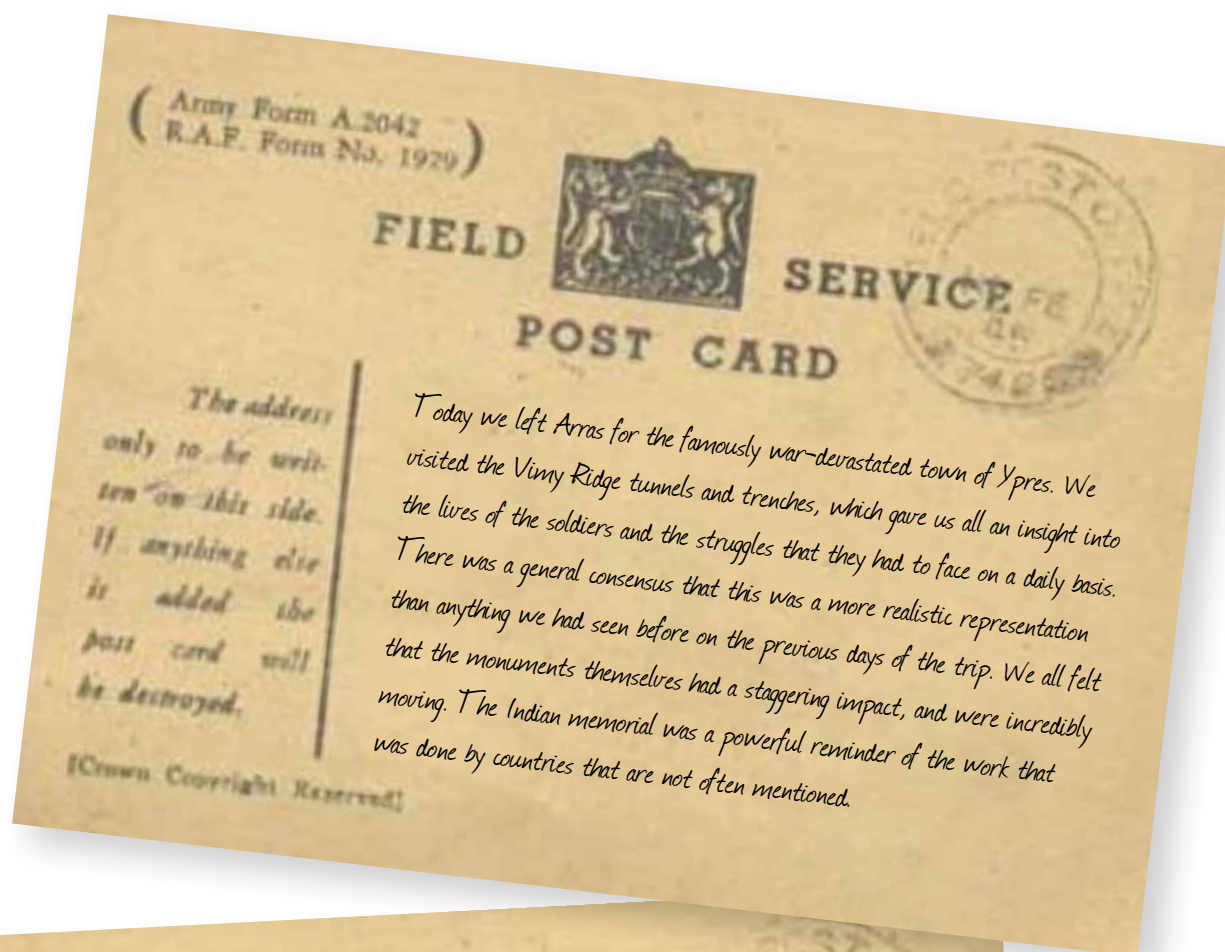 ( Army Form A.2042
R.A.F. Form No. 1929 )
FIELD SERVICE
POST CARD
The address
only to be writ-
ten on this side.
If anything else
is added the
post card will
be destroyed.
[Crown Copyright Reserved]
Today we left Arras for the famously war-devastated town of Ypres. We
visited the Vimy Ridge tunnels and trenches, which gave us all an insight into
the lives of the soldiers and the struggles that they had to face on a daily basis.
There was a general consensus that this was a more realistic representation
than anything we had seen before on the previous days of the trip. We all felt
that the monuments themselves had a staggering impact, and were incredibly
moving. The Indian memorial was a powerful reminder of the work that
was done by countries that are not often mentioned.